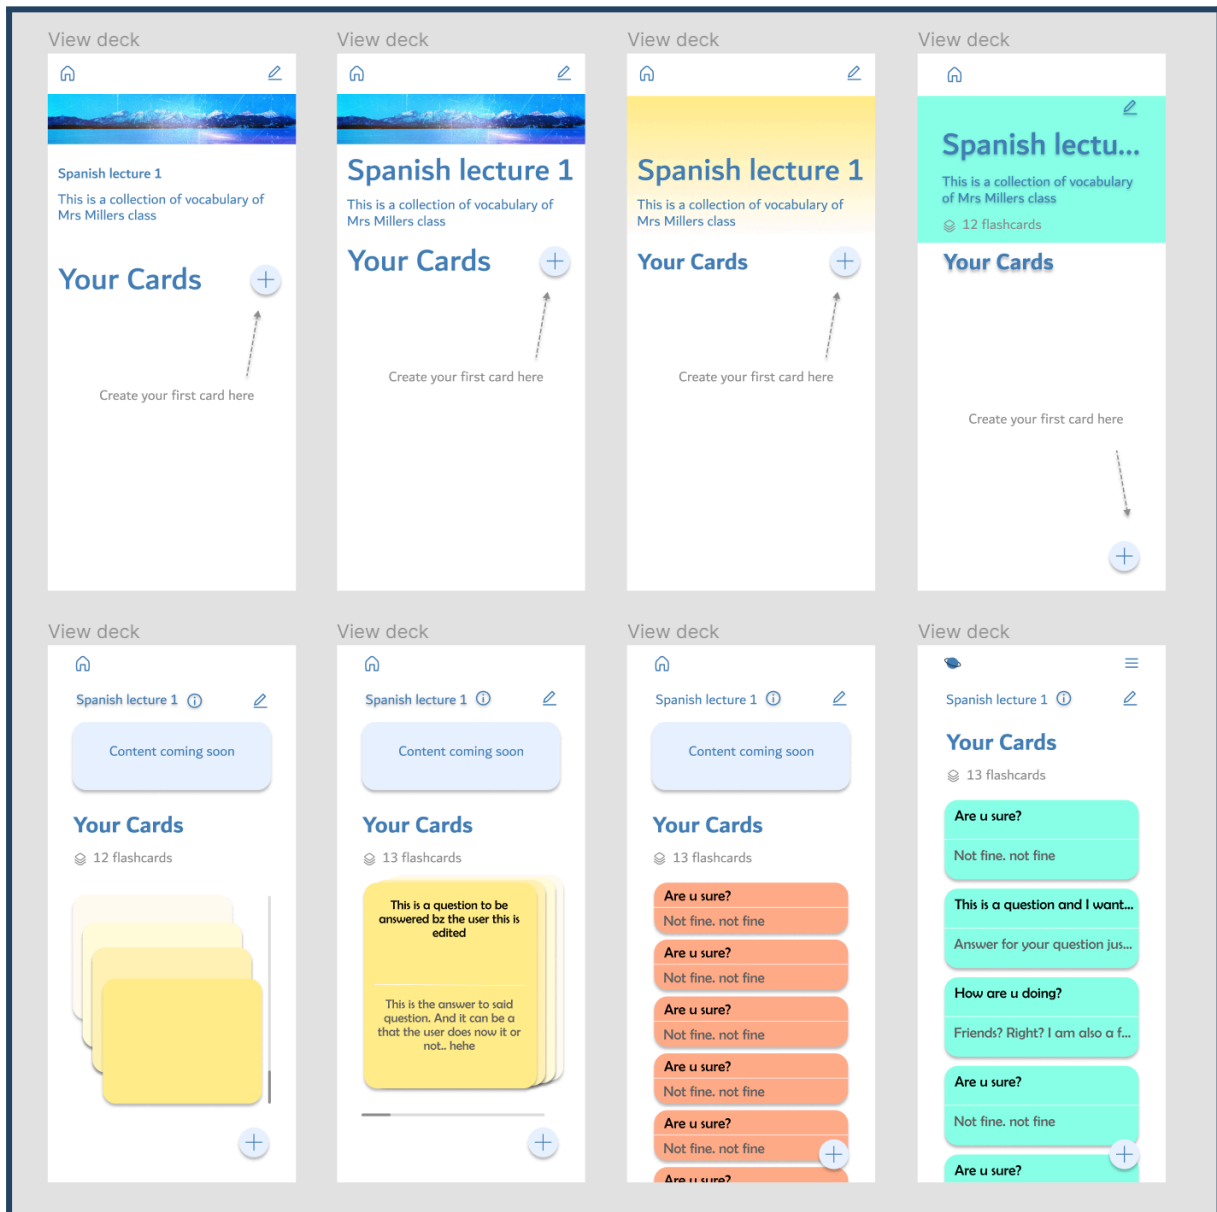 View deck
Spanish lecture 1
This is a collection of vocabulary of
Mrs Millers class
Your Cards
Create your first card here
View deck
Spanish lecture 1
This is a collection of vocabulary of
Mrs Millers class
Your Cards
Create your first card here
View deck
Spanish lecture 1
This is a collection of vocabulary of
Mrs Millers class
Your Cards
Create your first card here
View deck
Spanish lectu...
This is a collection of vocabulary
of Mrs Millers class
12 flashcards
Your Cards
Create your first card here
View deck
Spanish lecture 1
Content coming soon
Your Cards
12 flashcards
View deck
Spanish lecture 1
Content coming soon
Your Cards
13 flashcards
This is a question to be
answered bz the user this is
edited
This is the answer to said
question. And it can be a
that the user does now it or
not.. hehe
View deck
Spanish lecture 1
Content coming soon
Your Cards
13 flashcards
Are u sure?
Not fine. not fine
Are u sure?
Not fine. not fine
Are u sure?
Not fine. not fine
Are u sure?
Not fine. not fine
Are u sure?
Not fine. not fine
Are u sure?
View deck
Spanish lecture 1
Your Cards
13 flashcards
Are u sure?
Not fine. not fine
This is a question and I want...
Answer for your question jus...
How are u doing?
Friends? Right? I am also a f...
Are u sure?
Not fine. not fine
Are u sure?